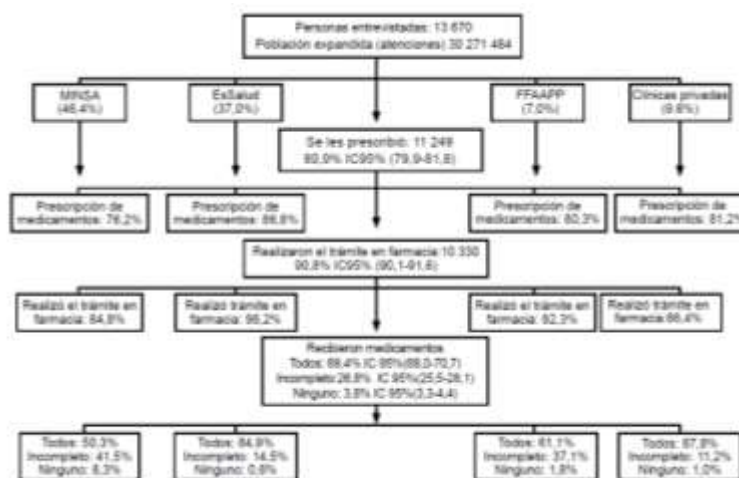 Personas entrevistadas: 13 670
Población expandida (atenciones) 30 271 484
MINSA
(46,4%)
EsSalud
(37,0%)
FFAAPP
(7,0%)
Clínicas privadas
(9,6%)
Se les prescribió: 11 249
80,9% IC95% (79,9-81,8)
Prescripción de
medicamentos: 76,2%
Prescripción de
medicamentos: 86,8%
Prescripción de
medicamentos: 80,3%
Prescripción de
medicamentos: 81,2%
Realizaron el trámite en farmacia: 10 330
90,8% IC95% (90,1-91,6)
Realizó el trámite en
farmacia: 84,8%
Realizó trámite en
farmacia: 98,2%
Realizó el trámite en
farmacia: 92,3%
Realizó trámite en
farmacia:
Recibieron medicamentos
Todos: 69,4% IC 95%(68,0-70,7)
Incompleto: 26,8% IC 95%(25,5-28,1)
Ninguno: 3,8% IC 95%(3,3-4,4)
Todos: 50,3%
Incompleto: 41,5%
Ninguno: 8,3%
Todos: 84,9%
Incompleto: 14,5%
Ninguno: 0,6%
Todos: 61,1%
Incompleto: 37,1%
Ninguno: 1,8%
Todos: 87,8%
Incompleto: 11,2%
Ninguno: 1,0%